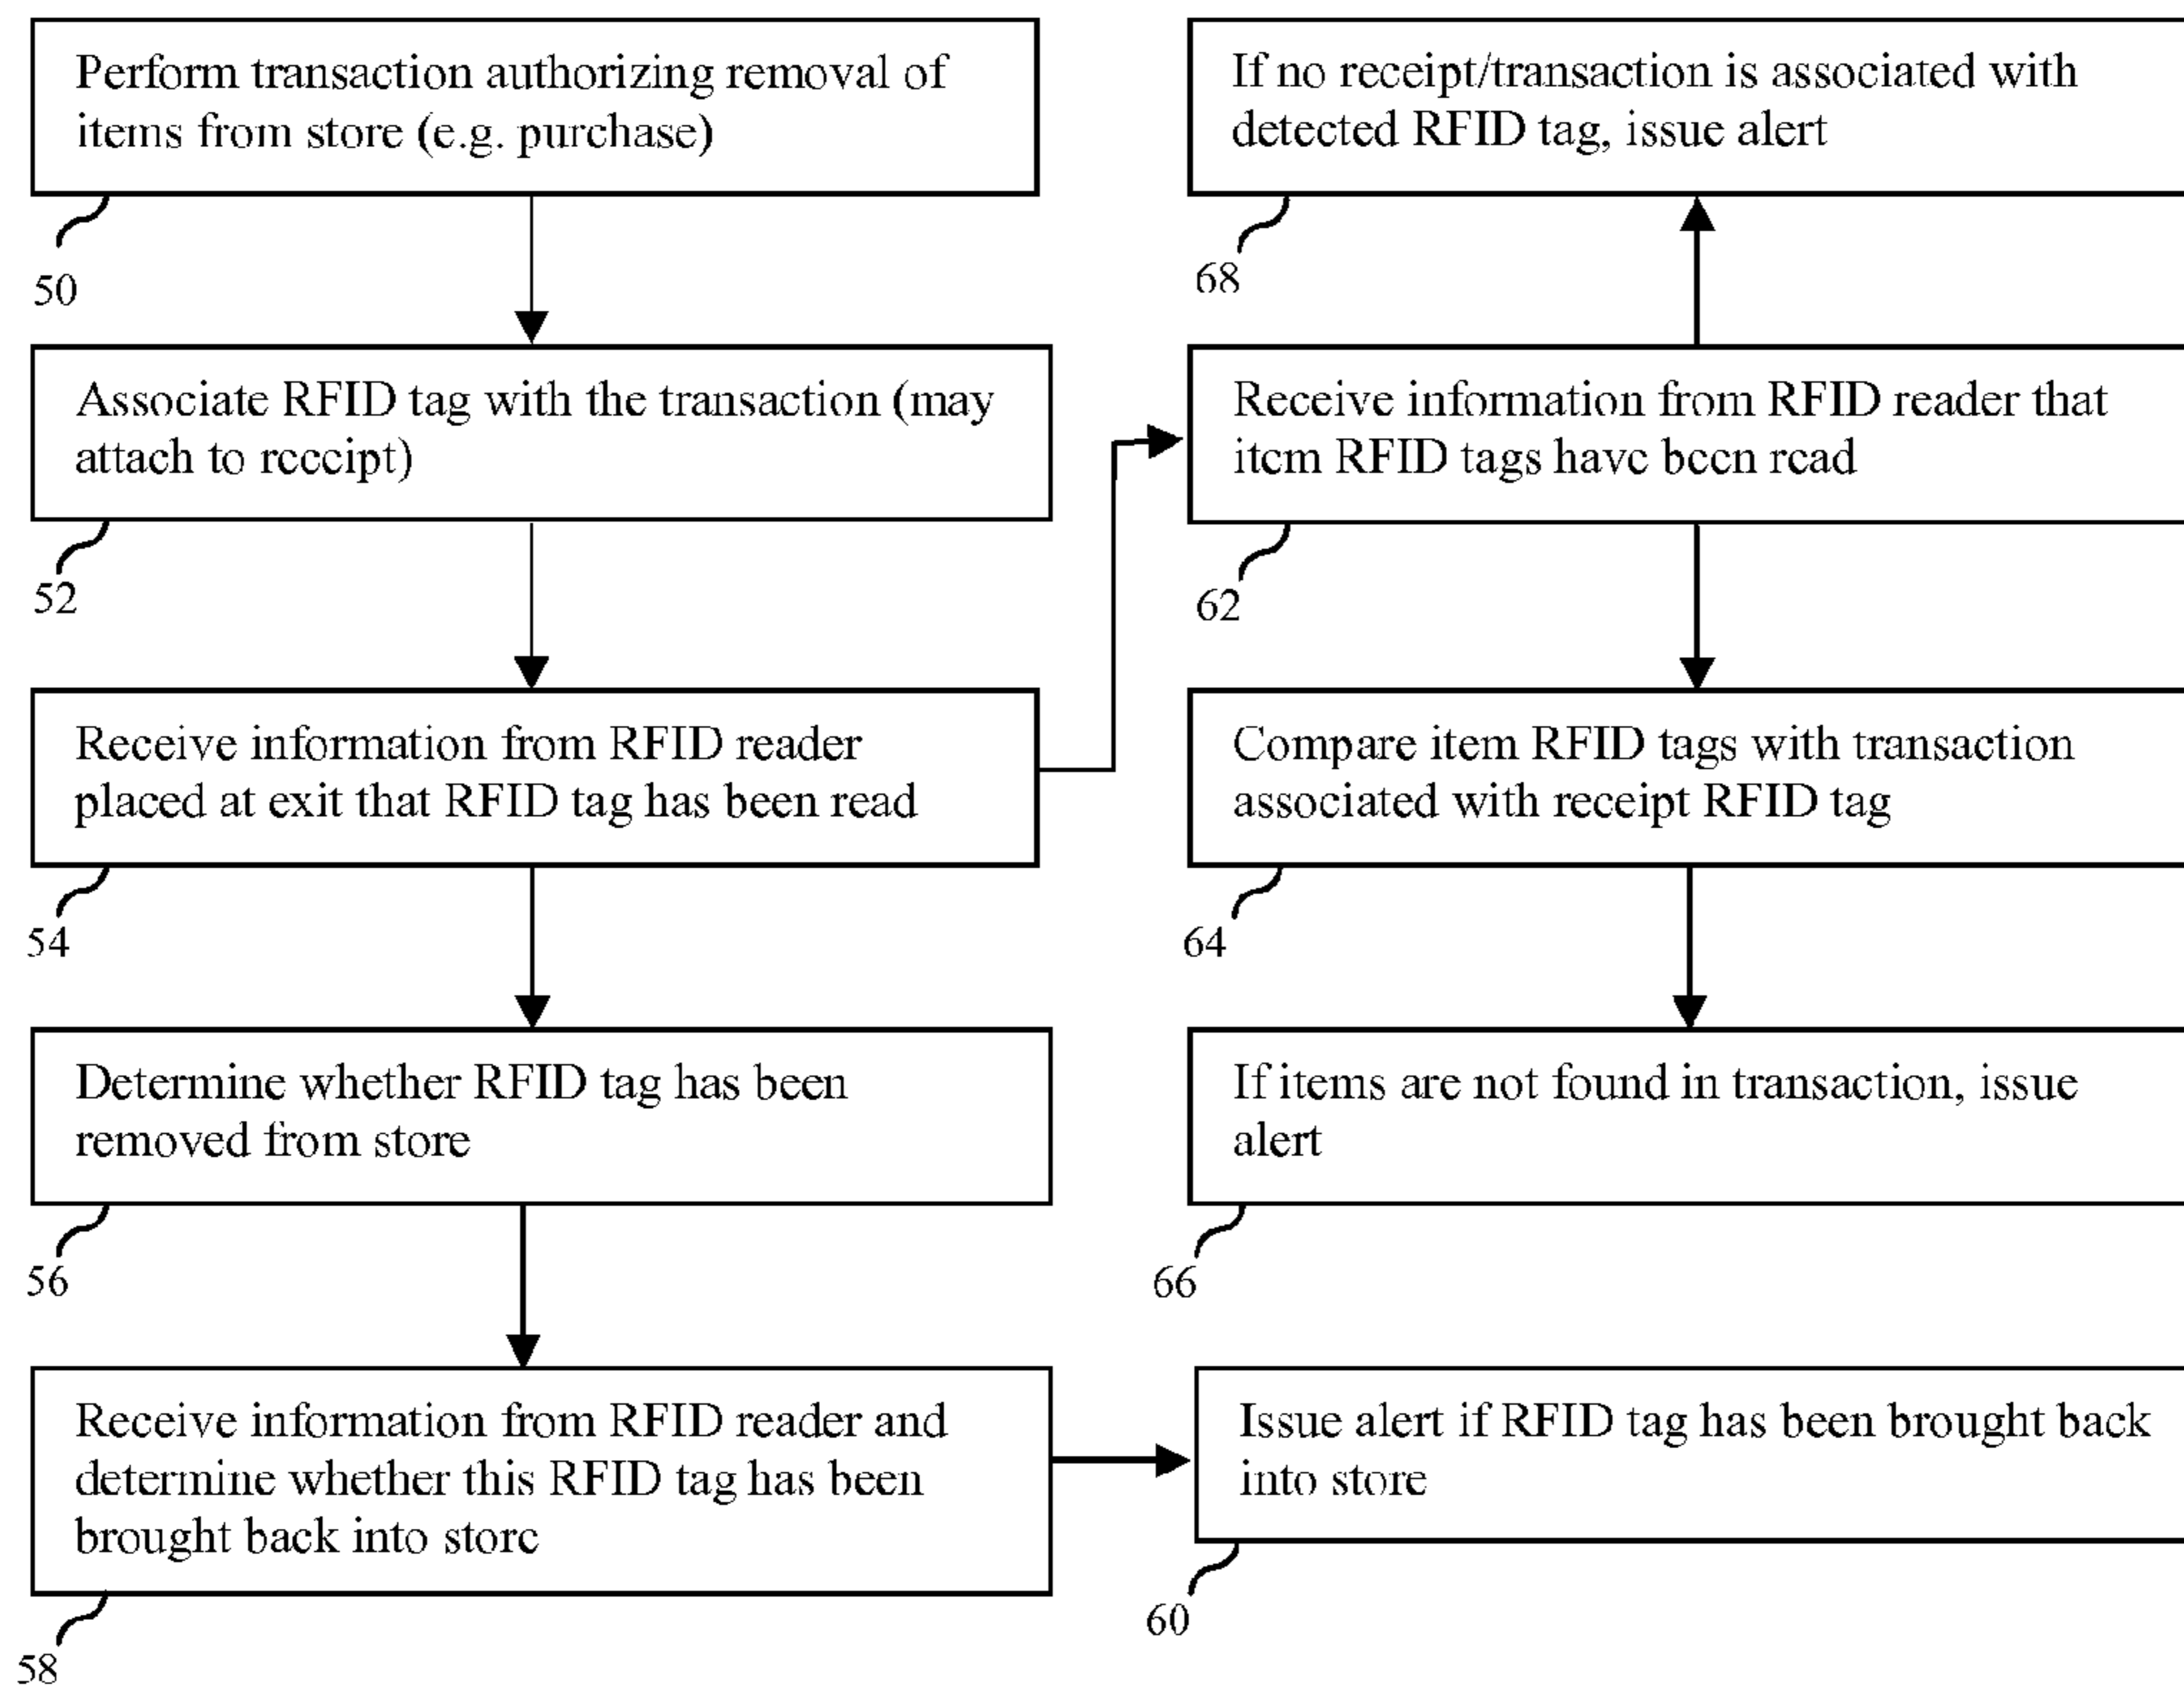 Perform transaction authorizing removal of
items from store (e.g. purchase)
50
Associate RFID tag with the transaction (may
attach to receipt)
52
Receive information from RFID reader
placed at exit that RFID tag has been read
54
Determine whether RFID tag has been
removed from store
56
Receive information from RFID reader and
determine whether this RFID tag has been
brought back into store
58
If no receipt/transaction is associated with
detected RFID tag, issue alert
68
Receive information from RFID reader that
item RFID tags have been read
62
Compare item RFID tags with transaction
associated with receipt RFID tag
64
If items are not found in transaction, issue
alert
66
Issue alert if RFID tag has been brought back
into store
60